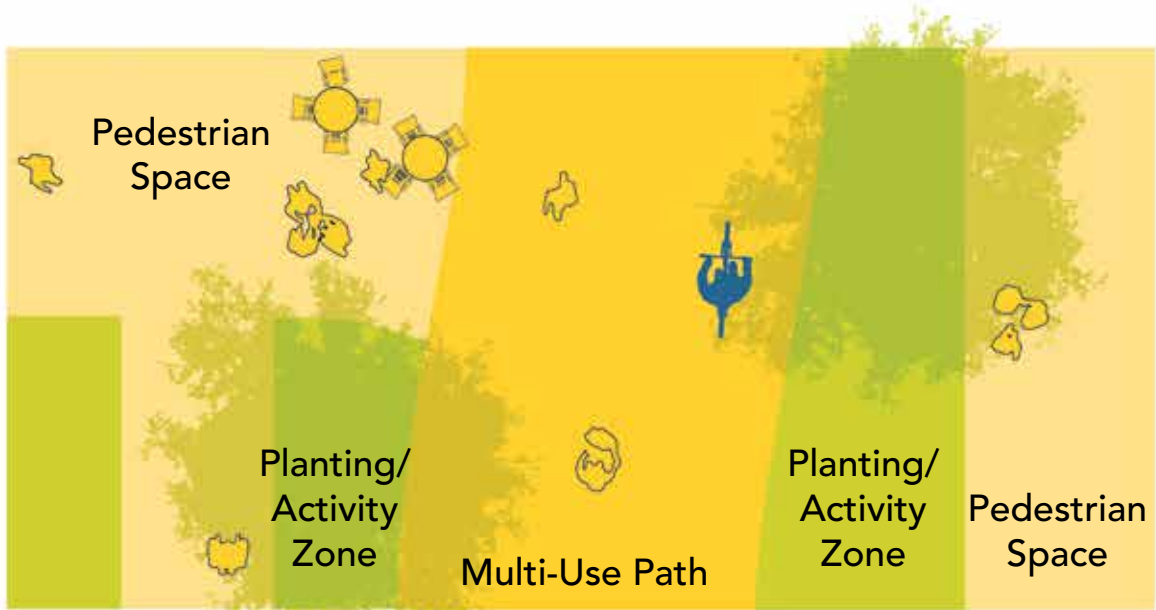 Pedestrian
Space
Planting/
Activity
Zone
Multi-Use Path
Planting/
Activity
Zone
Pedestrian
Space